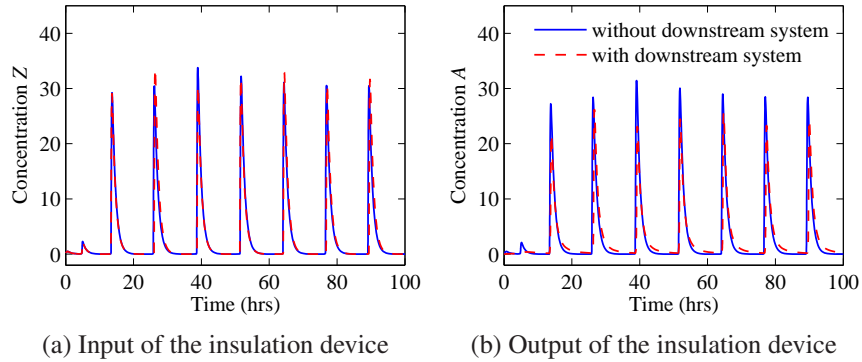 40
30
20
10
0
Concentration Z
0 20 40 60 80 100
Time (hrs)
(a) Input of the insulation device
without downstream system
with downstream system
40
30
20
10
0
Concentration A
0 20 40 60 80 100
Time (hrs)
(b) Output of the insulation device